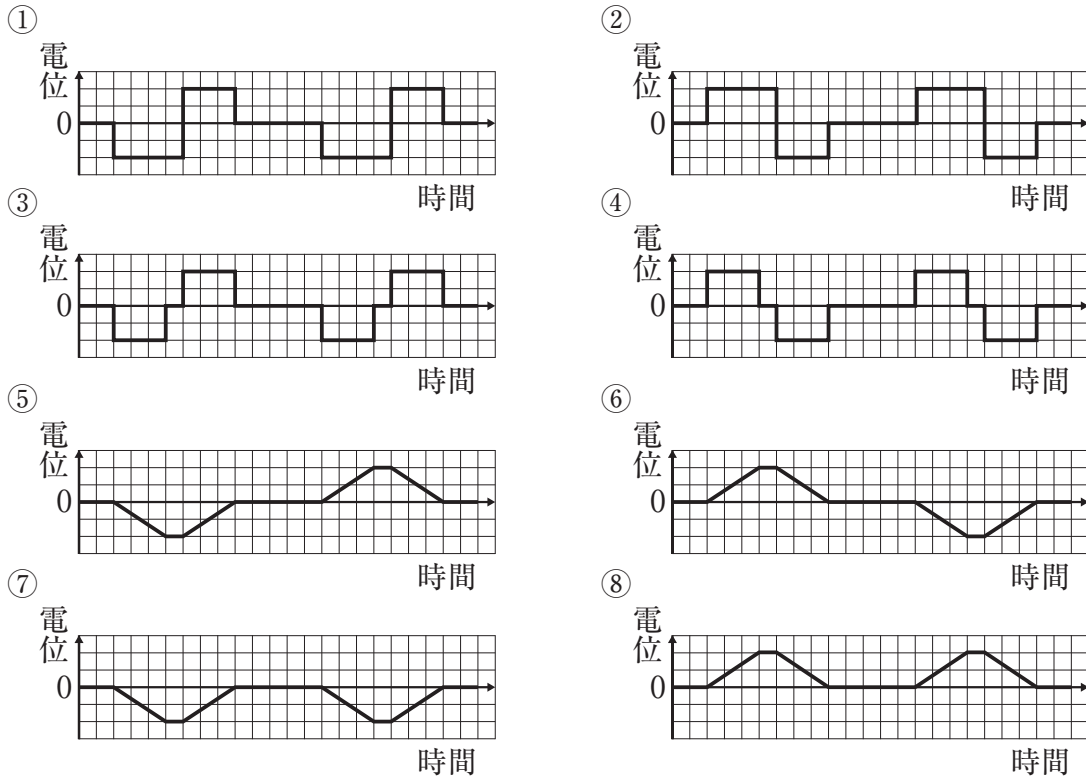 ① ②
電位 電位
0 0
時間 時間
③ ④
電位 電位
0 0
時間 時間
⑤ ⑥
電位 電位
0 0
時間 時間
⑦ ⑧
電位 電位
0 0
時間 時間